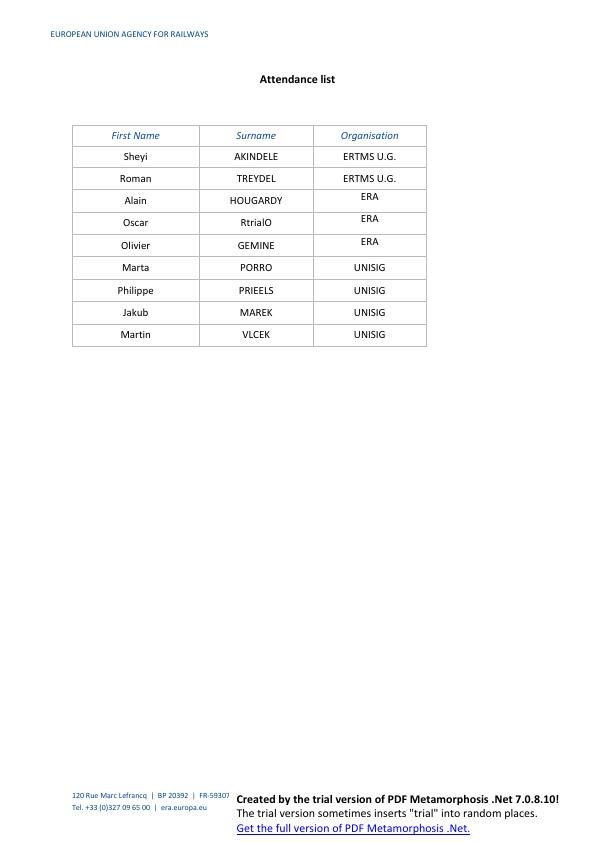 EUROPEAN UNION AGENCY FOR RAILWAYS
Attendance list
First Name Surname Organisation
Sheyi AKINDELE ERTMS U.G.
Roman TREYDEL ERTMS U.G.
Alain HOUGARDY ERA
Oscar RtrialO ERA
Olivier GEMINE ERA
Marta PORRO UNISIG
Philippe PRIEELS UNISIG
Jakub MAREK UNISIG
Martin VLCEK UNISIG
120 Rue Marc Lefrancq | BP 20392 | FR-59307
Tel. +33 (0)327 09 65 00 | era.europa.eu
Created by the trial version of PDF Metamorphosis .Net 7.0.8.10!
The trial version sometimes inserts "trial" into random places.
Get the full version of PDF Metamorphosis .Net.